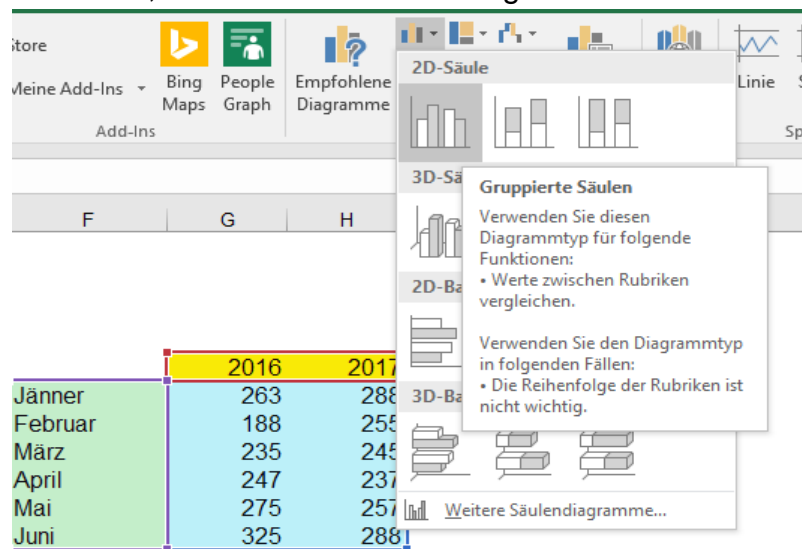 Store
Meine Add-Ins
Bing Maps
People Graph
Empfohlene Diagramme
Linie
Add-Ins
2D-Säule
3D-Sä
Gruppierte Säulen
Verwenden Sie diesen
Diagrammtyp für folgende
Funktionen:
• Werte zwischen Rubriken
vergleichen.
Verwenden Sie den Diagrammtyp
in folgenden Fällen:
• Die Reihenfolge der Rubriken ist
nicht wichtig.
2D-Ba
3D-Ba
Weitere Säulendiagramme...
F G H
2016 2017
Jänner 263 288
Februar 188 255
März 235 245
April 247 237
Mai 275 257
Juni 325 288